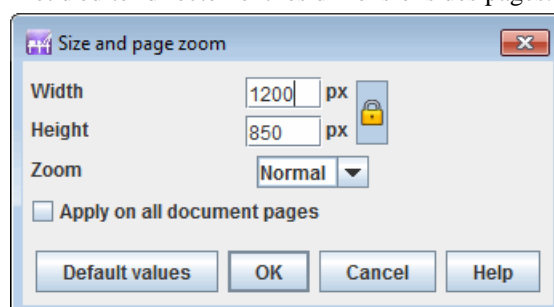 Size and page zoom
Width 1200 px
Height 850 px
Zoom Normal
Apply on all document pages
Default values OK Cancel Help